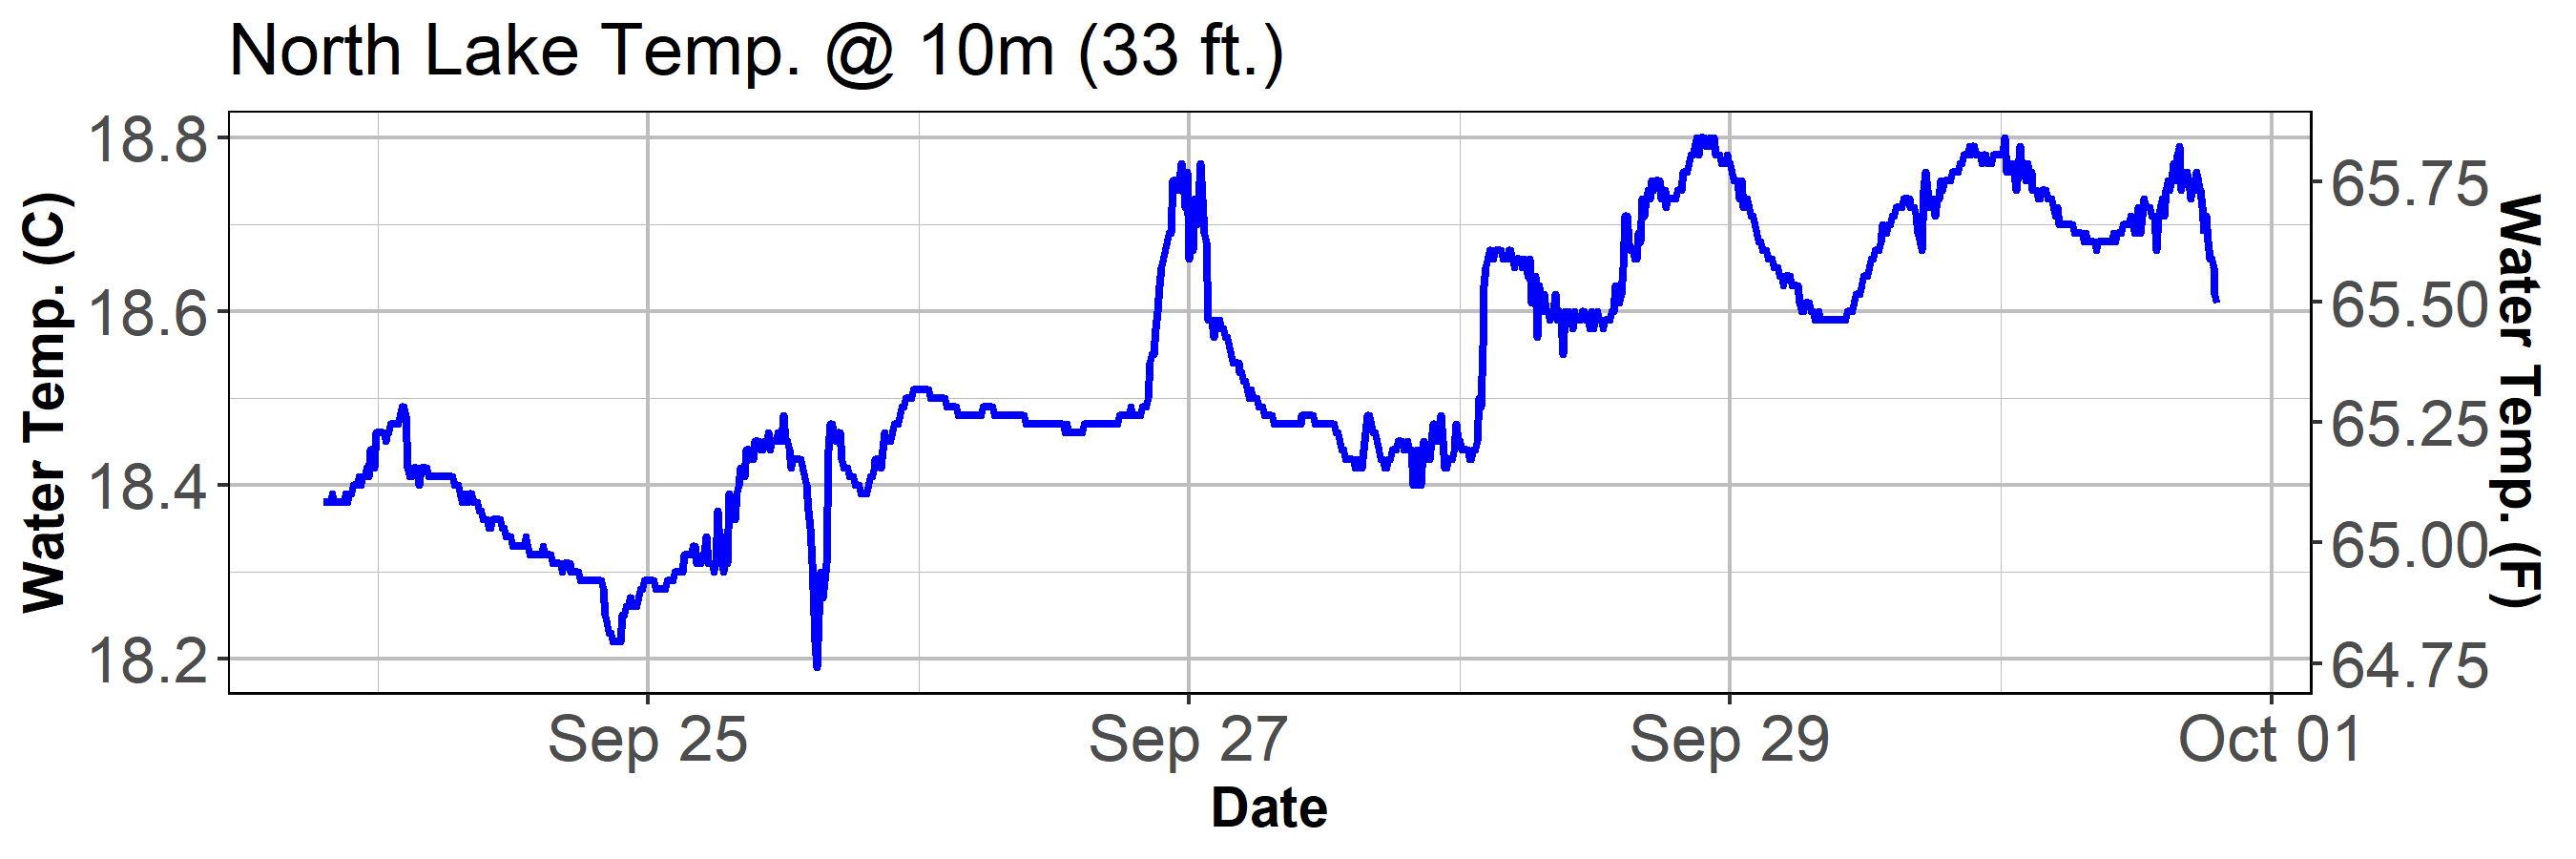 North Lake Temp. @ 10m (33 ft.)
Water Temp. (C)
18.8
18.6
18.4
18.2
65.75
65.50
65.25
65.00
64.75
Water Temp. (F)
Sep 25
Sep 27
Sep 29
Oct 01
Date